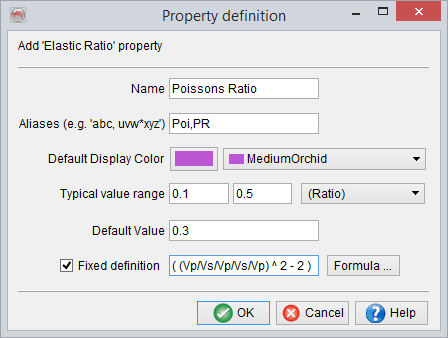 Property definition
Add 'Elastic Ratio' property
Name Poissons Ratio
Aliases (e.g. 'abc, uvw*xyz') Poi,PR
Default Display Color MediumOrchid
Typical value range 0.1 0.5 (Ratio)
Default Value 0.3
Fixed definition ( (Vp/Vs/Vp/Vs/Vp) ^ 2 - 2 ) Formula ...
OK Cancel Help